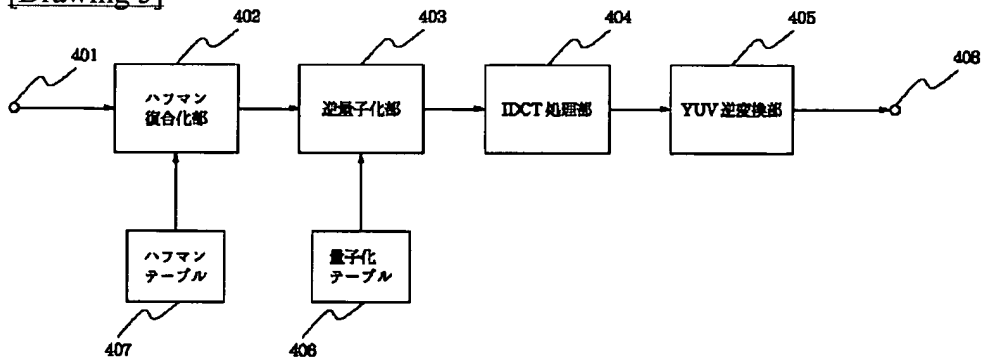 402
403
404
405
401
408
ハフマン
復合化部
逆量子化部
IDCT 処理部
YUV 逆変換部
ハフマン
テーブル
量子化
テーブル
407
406